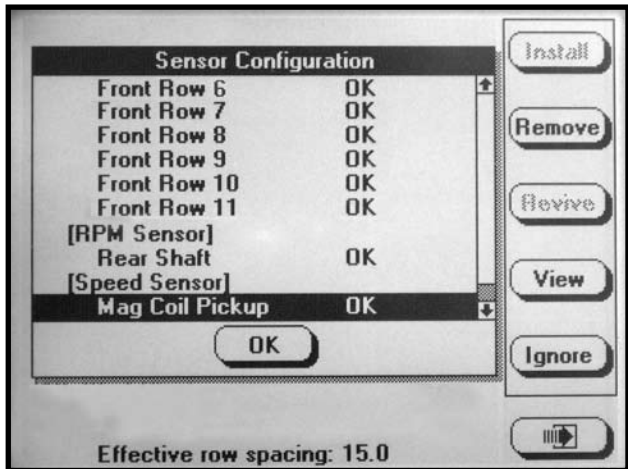 Sensor Configuration
Front Row 6 OK
Front Row 7 OK
Front Row 8 OK
Front Row 9 OK
Front Row 10 OK
Front Row 11 OK
[RPM Sensor]
Rear Shaft OK
[Speed Sensor]
Mag Coil Pickup OK
OK
Effective row spacing: 15.0
Install
Remove
Revive
View
Ignore